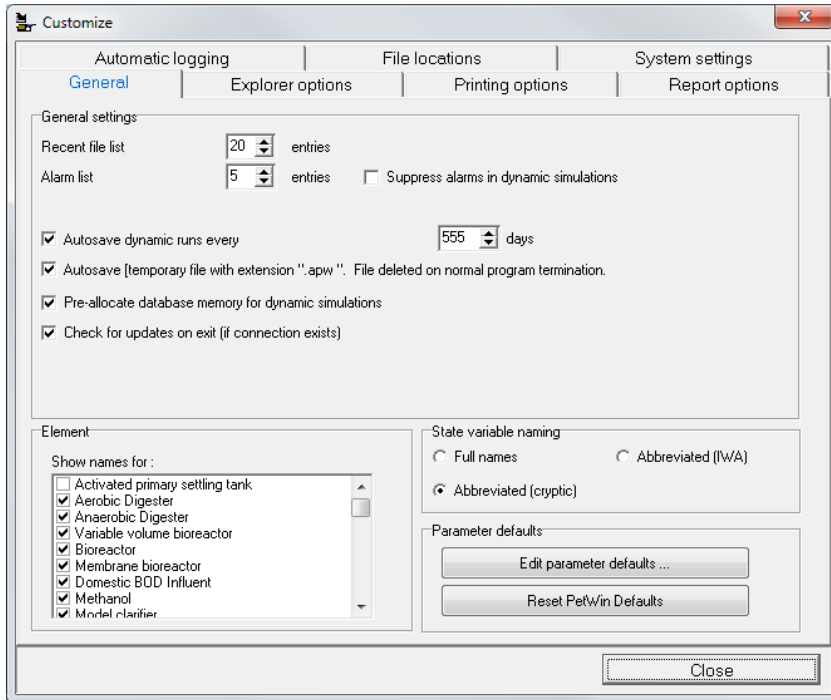 Customize
Automatic logging File locations System settings
General Explorer options Printing options Report options
General settings
Recent file list 20 entries
Alarm list 5 entries Suppress alarms in dynamic simulations
Autosave dynamic runs every 555 days
Autosave [temporary file with extension ".apw ". File deleted on normal program termination.
Pre-allocate database memory for dynamic simulations
Check for updates on exit (if connection exists)
Element
Show names for :
Activated primary settling tank
Aerobic Digester
Anaerobic Digester
Variable volume bioreactor
Bioreactor
Membrane bioreactor
Domestic BOD Influent
Methanol
Model clarifier
State variable naming
Full names Abbreviated (IWA)
Abbreviated (cryptic)
Parameter defaults
Edit parameter defaults ...
Reset PetWin Defaults
Close